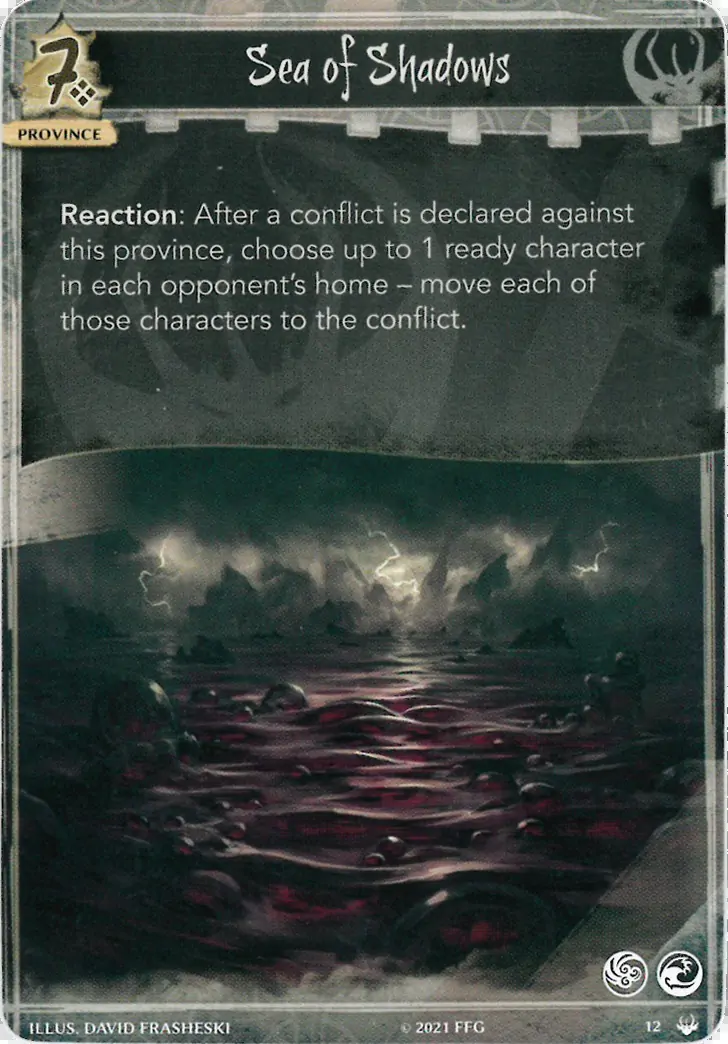 7
Sea of Shadows
PROVINCE
Reaction: After a conflict is declared against
this province, choose up to 1 ready character
in each opponent's home – move each of
those characters to the conflict.
ILLUS. DAVID FRASHESKI
© 2021 FFG
12